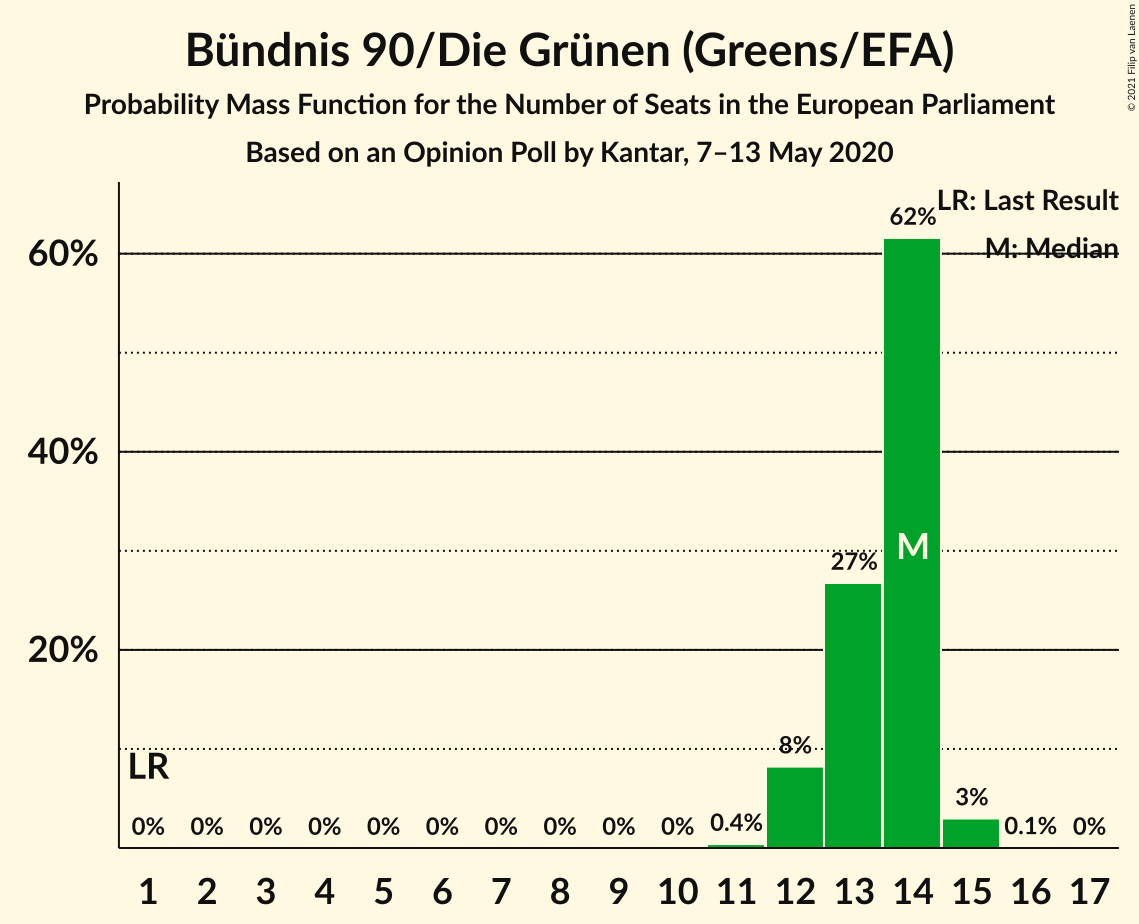 Bündnis 90/Die Grünen (Greens/EFA)
Probability Mass Function for the Number of Seats in the European Parliament
Based on an Opinion Poll by Kantar, 7–13 May 2020
© 2021 Filip van Laenen
LR: Last Result
M: Median
62%
60%
40%
M
27%
20%
8%
LR
3%
0% 0% 0% 0% 0% 0% 0% 0% 0% 0% 0.4% 0.1% 0%
1 2 3 4 5 6 7 8 9 10 11 12 13 14 15 16 17